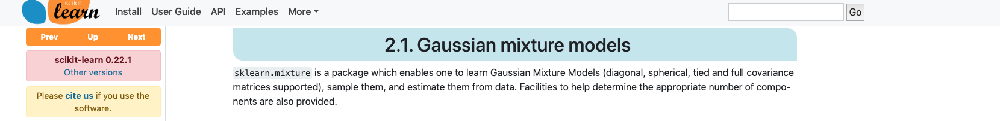 scikit
learn
Install User Guide API Examples More
Go
Prev Up Next
scikit-learn 0.22.1
Other versions
Please cite us if you use the
software.
2.1. Gaussian mixture models
sklearn.mixture is a package which enables one to learn Gaussian Mixture Models (diagonal, spherical, tied and full covariance
matrices supported), sample them, and estimate them from data. Facilities to help determine the appropriate number of compo-
nents are also provided.